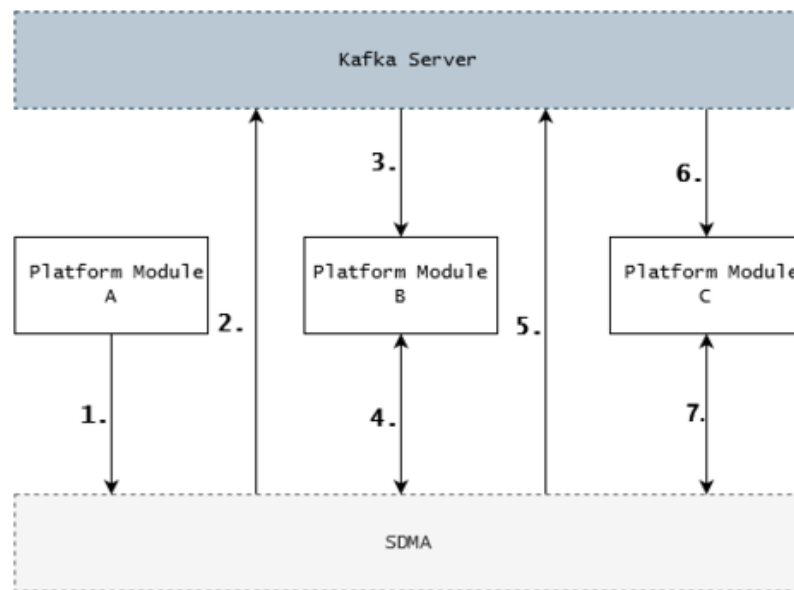 Kafka Server
3.
6.
Platform Module
A
Platform Module
B
Platform Module
C
2.
5.
1.
4.
7.
SDMA